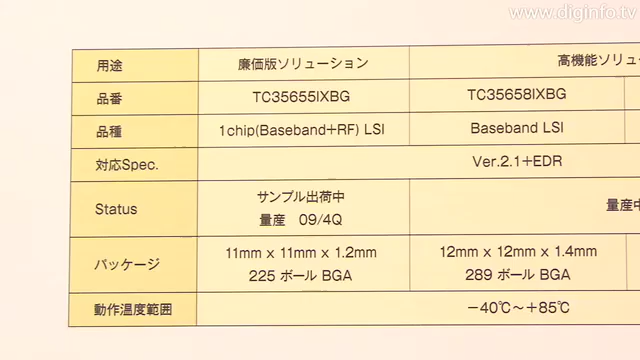 www.diginfo.tv
用途 廉価版ソリューション 高機能ソリュー
品番 TC35655IXBG TC35658IXBG
品種 1chip(Baseband+RF) LSI Baseband LSI
対応Spec. Ver.2.1+EDR
Status サンプル出荷中 量産中
量産 09/4Q
パッケージ 11mm x 11mm x 1.2mm 12mm x 12mm x 1.4mm
225 ボール BGA 289 ボール BGA
動作温度範囲 −40℃～+85℃